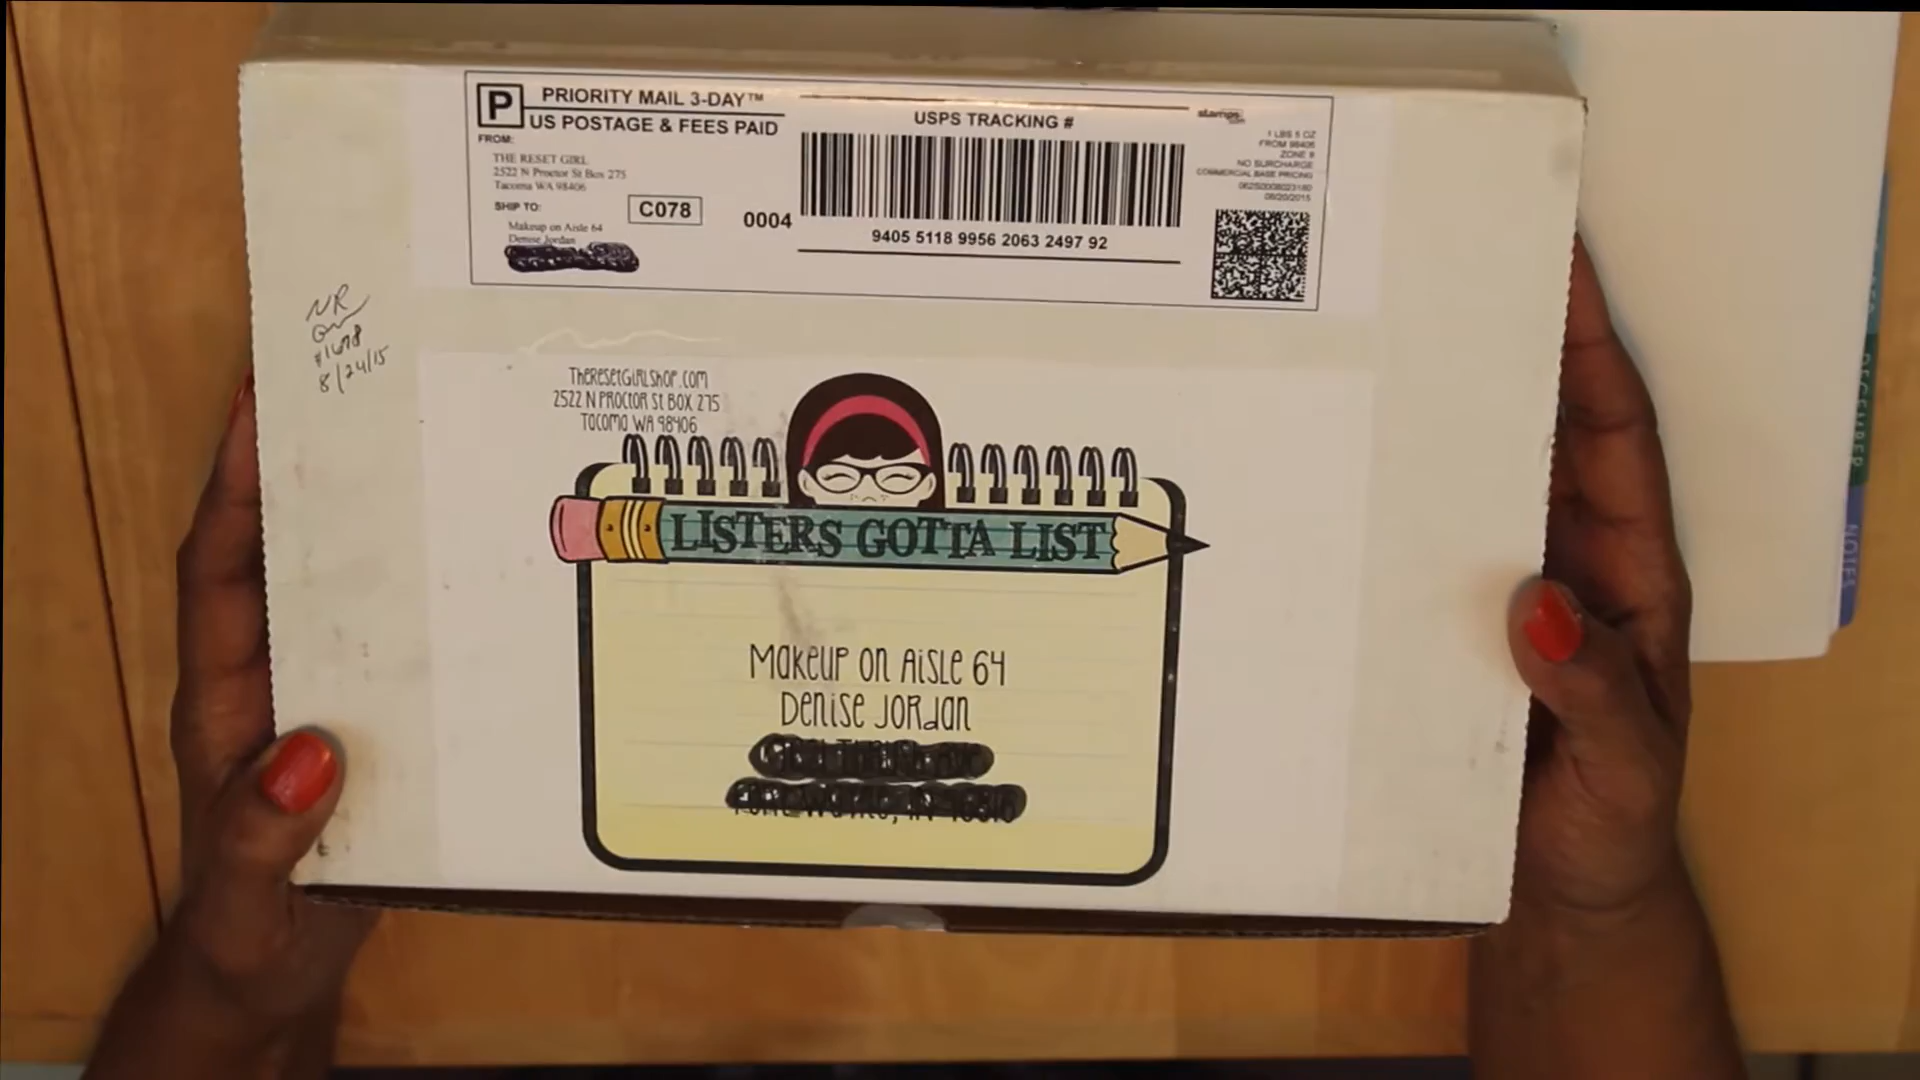 P
PRIORITY MAIL 3-DAY™
US POSTAGE & FEES PAID
FROM:
THE RESET GIRL
2522 N Proctor St Box 275
Tacoma WA 98406
SHIP TO:
Makeup on Aisle 64
Denise Jordan
C078
0004
USPS TRACKING #
9405 5118 9956 2063 2497 92
stamps.com
1 LBS 5 OZ
FROM 98406
ZONE 8
NO SURCHARGE
COMMERCIAL BASE PRICING
08/20/2015
NR
#1678
8/24/15
THERESETGIRLSHOP.COM
2522 N PROCTOR St BOX 275
Tacoma WA 98406
LISTERS GOTTA LIST
MAKEUP ON AiSLE 64
DENiSE JORdAN
DECEMBER
NOTES